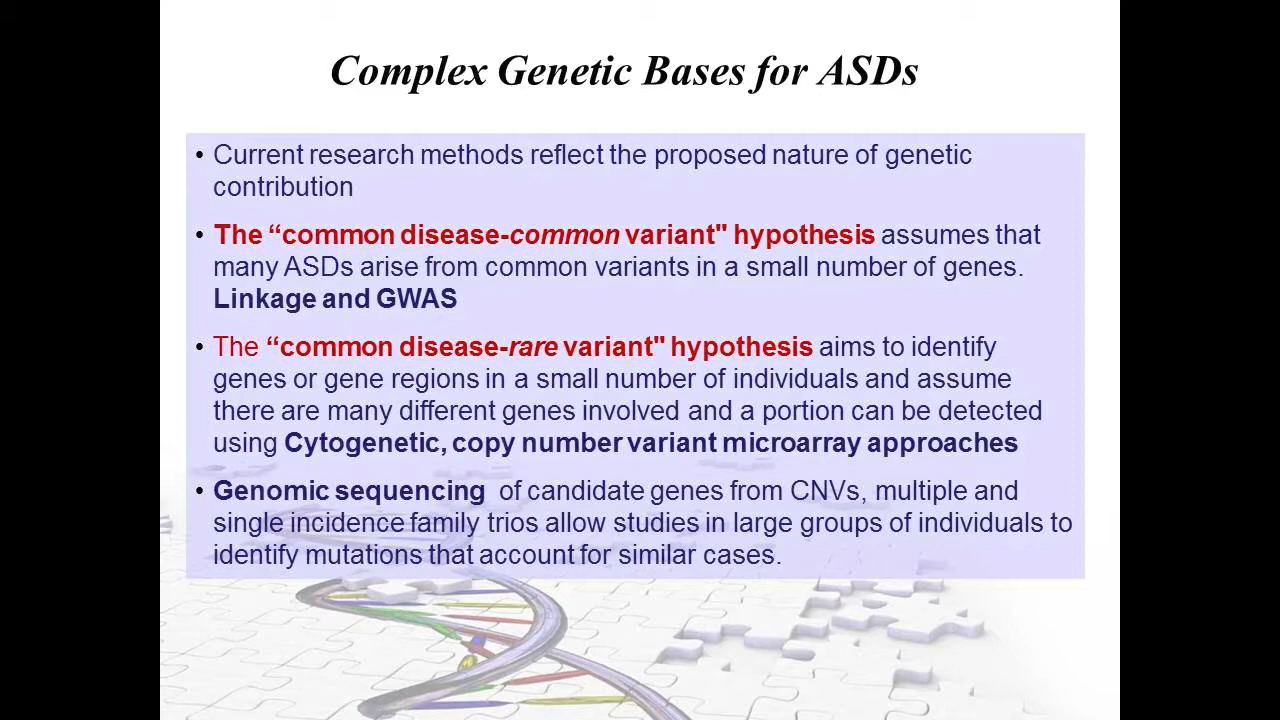 Complex Genetic Bases for ASDs
• Current research methods reflect the proposed nature of genetic
contribution
• The “common disease-common variant" hypothesis assumes that
many ASDs arise from common variants in a small number of genes.
Linkage and GWAS
• The “common disease-rare variant" hypothesis aims to identify
genes or gene regions in a small number of individuals and assume
there are many different genes involved and a portion can be detected
using Cytogenetic, copy number variant microarray approaches
• Genomic sequencing of candidate genes from CNVs, multiple and
single incidence family trios allow studies in large groups of individuals to
identify mutations that account for similar cases.